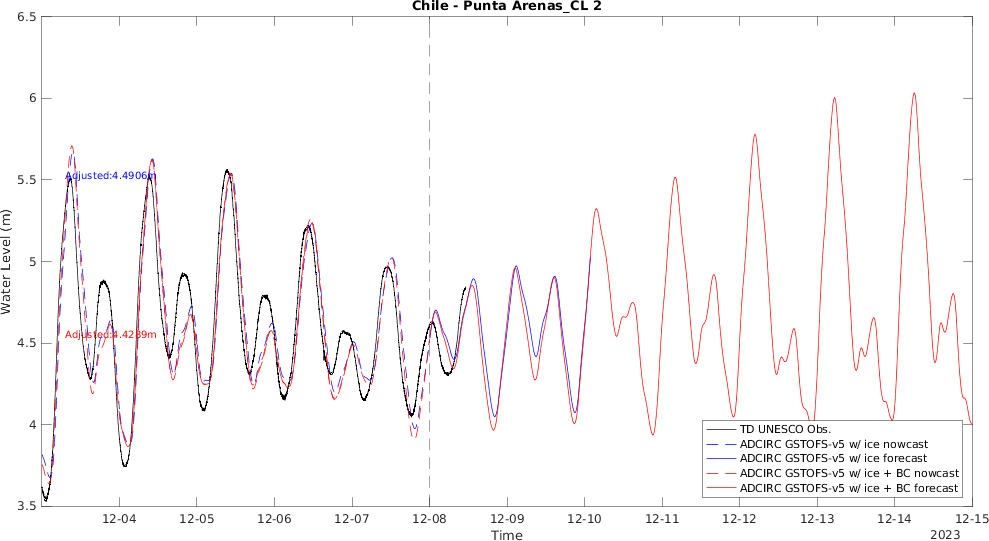 Chile - Punta Arenas_CL 2
6.5
6
5.5
5
4.5
4
3.5
Water Level (m)
Adjusted:4.4906m
Adjusted:4.4289m
TD UNESCO Obs.
ADCIRC GSTOFS-v5 w/ ice nowcast
ADCIRC GSTOFS-v5 w/ ice forecast
ADCIRC GSTOFS-v5 w/ ice + BC nowcast
ADCIRC GSTOFS-v5 w/ ice + BC forecast
12-04 12-05 12-06 12-07 12-08 12-09 12-10 12-11 12-12 12-13 12-14 12-15
Time
2023